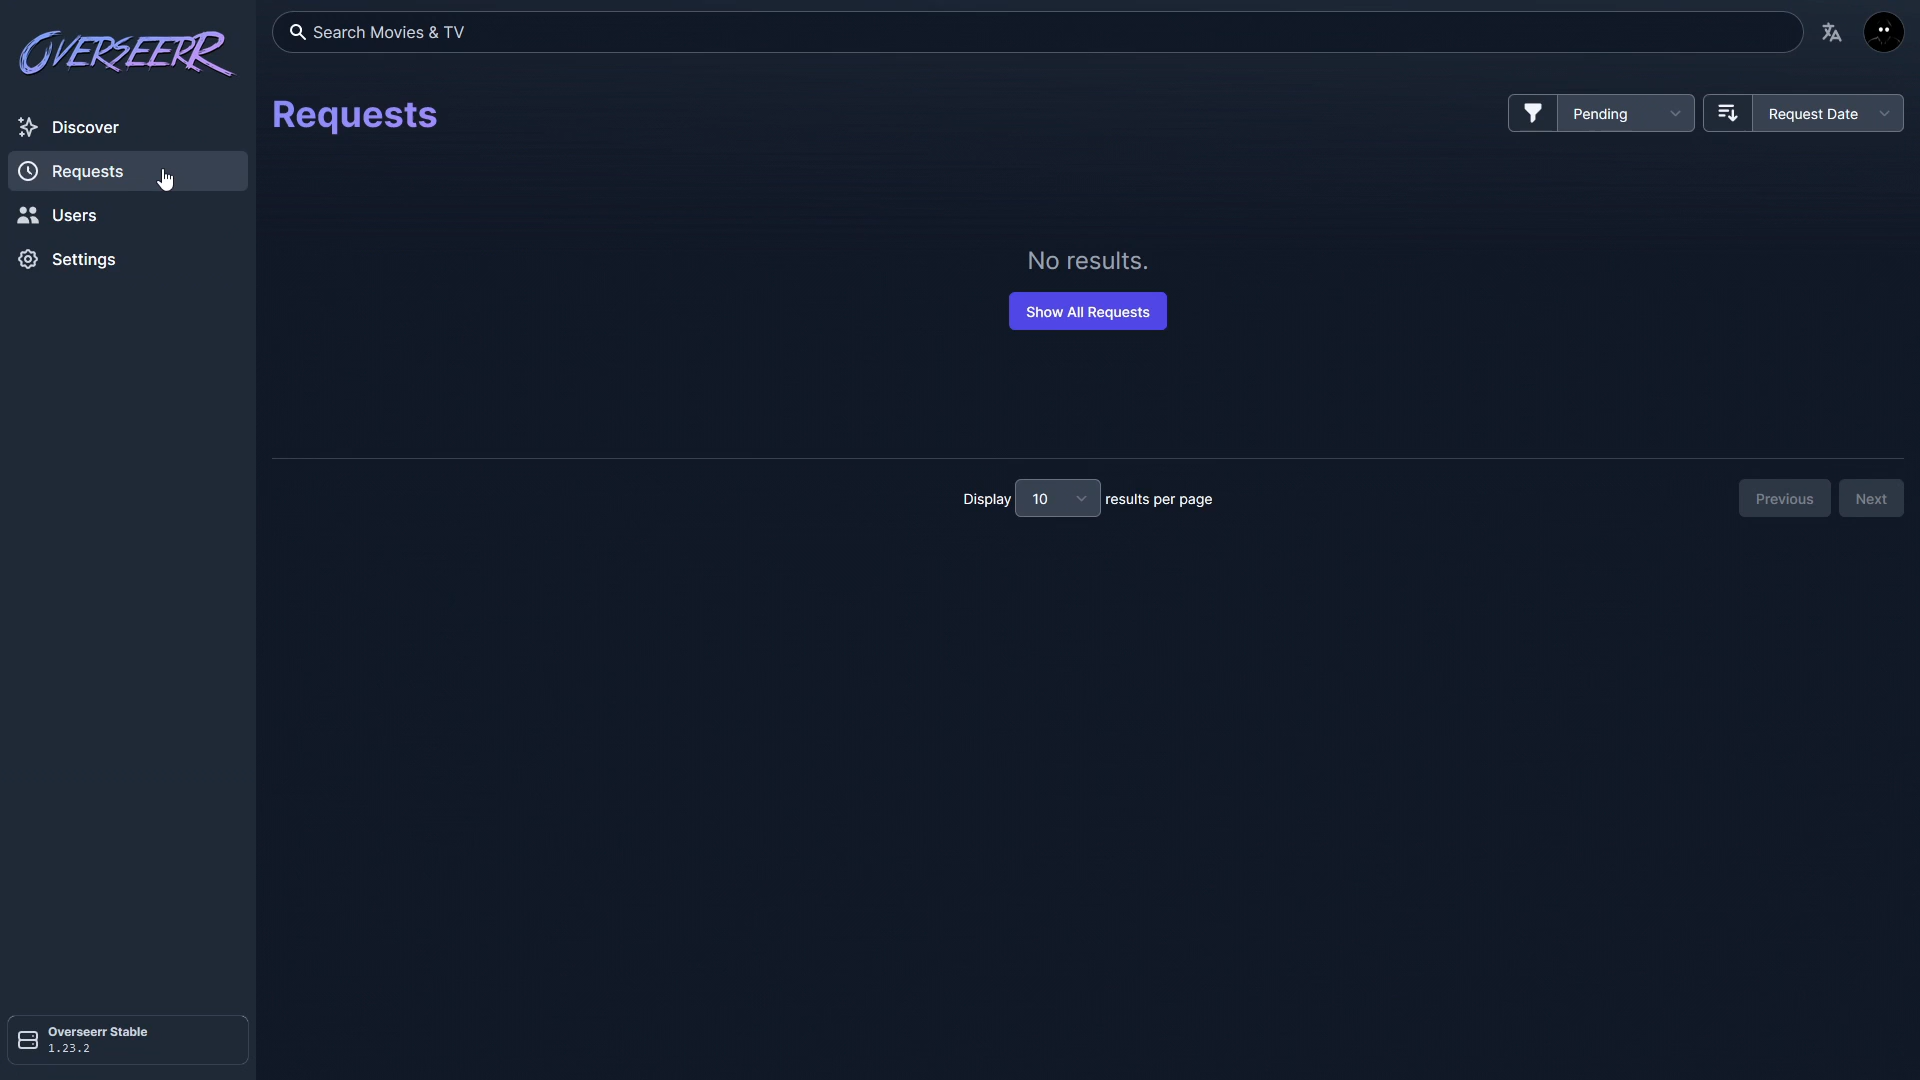 OVERSEERR
Search Movies & TV
Discover
Requests
Users
Settings
Requests
Pending
Request Date
No results.
Show All Requests
Display 10 results per page
Previous
Next
Overseerr Stable
1.23.2